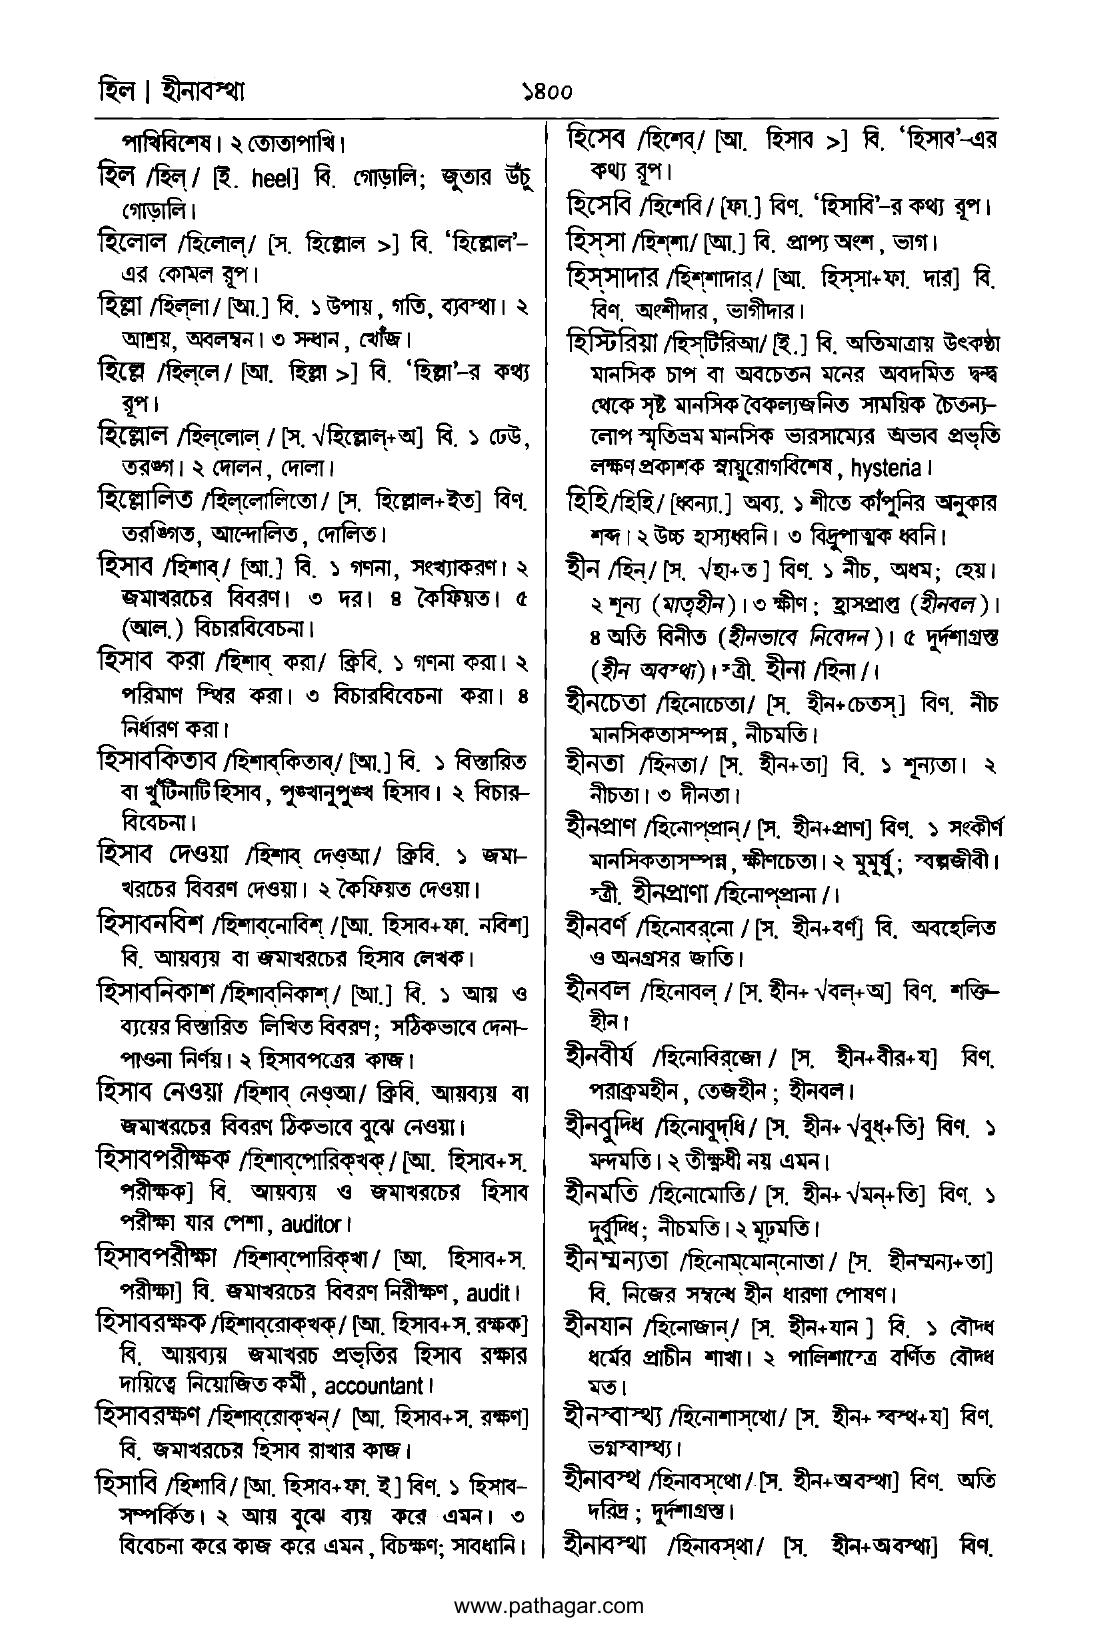 হিল | হীনাবস্থা
১৪০০
পাখিবিশেষ। ২ তোতাপাখি।
হিল /হিল্/ [ই. heel] বি. গোড়ালি; জুতার উঁচু
গোড়ালি।
হিলোল /হিলোল্/ [স. হিল্লোল >] বি. ‘হিল্লোল’-
এর কোমল রূপ।
হিল্লা /হিল্‌লা/ [আ.] বি. ১ উপায়, গতি, ব্যবস্থা। ২
আশ্রয়, অবলম্বন। ৩ সন্ধান, খোঁজ।
হিল্লে /হিল্‌লে/ [আ. হিল্লা >] বি. ‘হিল্লা’-র কথ্য
রূপ।
হিল্লোল /হিল্‌লোল্/ [স. √হিল্লোল্+অ] বি. ১ ঢেউ,
তরঙ্গ। ২ দোলন, দোলা।
হিল্লোলিত /হিল্‌লোলিতো/ [স. হিল্লোল+ইত] বিণ.
তরঙ্গিত, আন্দোলিত, দোলিত।
হিসাব /হিশাব্/ [আ.] বি. ১ গণনা, সংখ্যাকরণ। ২
জমাখরচের বিবরণ। ৩ দর। ৪ কৈফিয়ত। ৫
(আল.) বিচারবিবেচনা।
হিসাব করা /হিশাব্ করা/ ক্রিবি. ১ গণনা করা। ২
পরিমাণ স্থির করা। ৩ বিচারবিবেচনা করা। ৪
নির্ধারণ করা।
হিসাবকিতাব /হিশাব্‌কিতাব্/ [আ.] বি. ১ বিস্তারিত
বা খুঁটিনাটি হিসাব, পুঙ্খানুপুঙ্খ হিসাব। ২ বিচার-
বিবেচনা।
হিসাব দেওয়া /হিশাব্ দেওআ/ ক্রিবি. ১ জমা-
খরচের বিবরণ দেওয়া। ২ কৈফিয়ত দেওয়া।
হিসাবনবিশ /হিশাব্‌নোবিশ্/ [আ. হিসাব+ফা. নবিশ]
বি. আয়ব্যয় বা জমাখরচের হিসাব লেখক।
হিসাবনিকাশ /হিশাব্‌নিকাশ্/ [আ.] বি. ১ আয় ও
ব্যয়ের বিস্তারিত লিখিত বিবরণ; সঠিকভাবে দেনা-
পাওনা নির্ণয়। ২ হিসাবপত্রের কাজ।
হিসাব নেওয়া /হিশাব্ নেওআ/ ক্রিবি. আয়ব্যয় বা
জমাখরচের বিবরণ ঠিকভাবে বুঝে নেওয়া।
হিসাবপরীক্ষক /হিশাব্‌পোরিক্‌খক্/ [আ. হিসাব+স.
পরীক্ষক] বি. আয়ব্যয় ও জমাখরচের হিসাব
পরীক্ষা যার পেশা, auditor।
হিসাবপরীক্ষা /হিশাব্‌পোরিক্‌খা/ [আ. হিসাব+স.
পরীক্ষা] বি. জমাখরচের বিবরণ নিরীক্ষণ, audit।
হিসাবরক্ষক /হিশাব্‌রোক্‌খক্/ [আ. হিসাব+স. রক্ষক]
বি. আয়ব্যয় জমাখরচ প্রভৃতির হিসাব রক্ষার
দায়িত্বে নিয়োজিত কর্মী, accountant।
হিসাবরক্ষণ /হিশাব্‌রোক্‌খন্/ [আ. হিসাব+স. রক্ষণ]
বি. জমাখরচের হিসাব রাখার কাজ।
হিসাবি /হিশাবি/ [আ. হিসাব+ফা. ই] বিণ. ১ হিসাব-
সম্পর্কিত। ২ আয় বুঝে ব্যয় করে এমন। ৩
বিবেচনা করে কাজ করে এমন, বিচক্ষণ; সাবধানি।
হিসেব /হিশেব্/ [আ. হিসাব >] বি. ‘হিসাব’-এর
কথ্য রূপ।
হিসেবি /হিশেবি/ [ফা.] বিণ. ‘হিসাবি’-র কথ্য রূপ।
হিস্‌সা /হিশ্‌শা/ [আ.] বি. প্রাপ্য অংশ, ভাগ।
হিস্‌সাদার /হিশ্‌শাদার্/ [আ. হিস্‌সা+ফা. দার] বি.
বিণ. অংশীদার, ভাগীদার।
হিস্টিরিয়া /হিস্‌টিরিআ/ [ই.] বি. অতিমাত্রায় উৎকণ্ঠা
মানসিক চাপ বা অবচেতন মনের অবদমিত দ্বন্দ্ব
থেকে সৃষ্ট মানসিক বৈকল্যজনিত সাময়িক চৈতন্য-
লোপ স্মৃতিভ্রম মানসিক ভারসাম্যের অভাব প্রভৃতি
লক্ষণ প্রকাশক স্নায়ুরোগবিশেষ, hysteria।
হিহি /হিহি/ [ধ্বন্যা.] অব্য. ১ শীতে কাঁপুনির অনুকার
শব্দ। ২ উচ্চ হাস্যধ্বনি। ৩ বিদ্রুপাত্মক ধ্বনি।
হীন /হিন্/ [স. √হা+ত] বিণ. ১ নীচ, অধম; হেয়।
২ শূন্য (মাতৃহীন)। ৩ ক্ষীণ; হ্রাসপ্রাপ্ত (হীনবল)।
৪ অতি বিনীত (হীনভাবে নিবেদন)। ৫ দুর্দশাগ্রস্ত
(হীন অবস্থা)। স্ত্রী. হীনা /হিনা/।
হীনচেতা /হিনোচেতা/ [স. হীন+চেতস্] বিণ. নীচ
মানসিকতাসম্পন্ন, নীচমতি।
হীনতা /হিনতা/ [স. হীন+তা] বি. ১ শূন্যতা। ২
নীচতা। ৩ দীনতা।
হীনপ্রাণ /হিনোপ্‌প্রান্/ [স. হীন+প্রাণ] বিণ. ১ সংকীর্ণ
মানসিকতাসম্পন্ন, ক্ষীণচেতা। ২ মুমূর্ষু; স্বল্পজীবী।
স্ত্রী. হীনপ্রাণা /হিনোপ্‌প্রানা/।
হীনবর্ণ /হিনোবর্‌নো/ [স. হীন+বর্ণ] বি. অবহেলিত
ও অনগ্রসর জাতি।
হীনবল /হিনোবল্/ [স. হীন+√বল্+অ] বিণ. শক্তি-
হীন।
হীনবীর্য /হিনোবির্‌জো/ [স. হীন+বীর+য] বিণ.
পরাক্রমহীন, তেজহীন; হীনবল।
হীনবুদ্ধি /হিনোবুদ্‌ধি/ [স. হীন+√বুধ্+তি} বিণ. ১
মন্দমতি। ২ তীক্ষ্ণধী নয় এমন।
হীনমতি /হিনোমোতি/ [স. হীন+√মন্+তি] বিণ. ১
দুর্বুদ্ধি; নীচমতি। ২ মূঢ়মতি।
হীনম্মন্যতা /হিনোম্‌মোন্‌নোতা/ [স. হীনম্মন্য+তা]
বি. নিজের সম্বন্ধে হীন ধারণা পোষণ।
হীনযান /হিনোজান্/ [স. হীন+যান] বি. ১ বৌদ্ধ
ধর্মের প্রাচীন শাখা। ২ পালিশাস্ত্রে বর্ণিত বৌদ্ধ
মত।
হীনস্বাস্থ্য /হিনোশাস্‌থো/ [স. হীন+স্বস্থ+য] বিণ.
ভগ্নস্বাস্থ্য।
হীনাবস্থ /হিনাবস্‌থো/ [স. হীন+অবস্থা] বিণ. অতি
দরিদ্র; দুর্দশাগ্রস্ত।
হীনাবস্থা /হিনাবস্‌থা/ [স. হীন+অবস্থা] বিণ.
www.pathagar.com